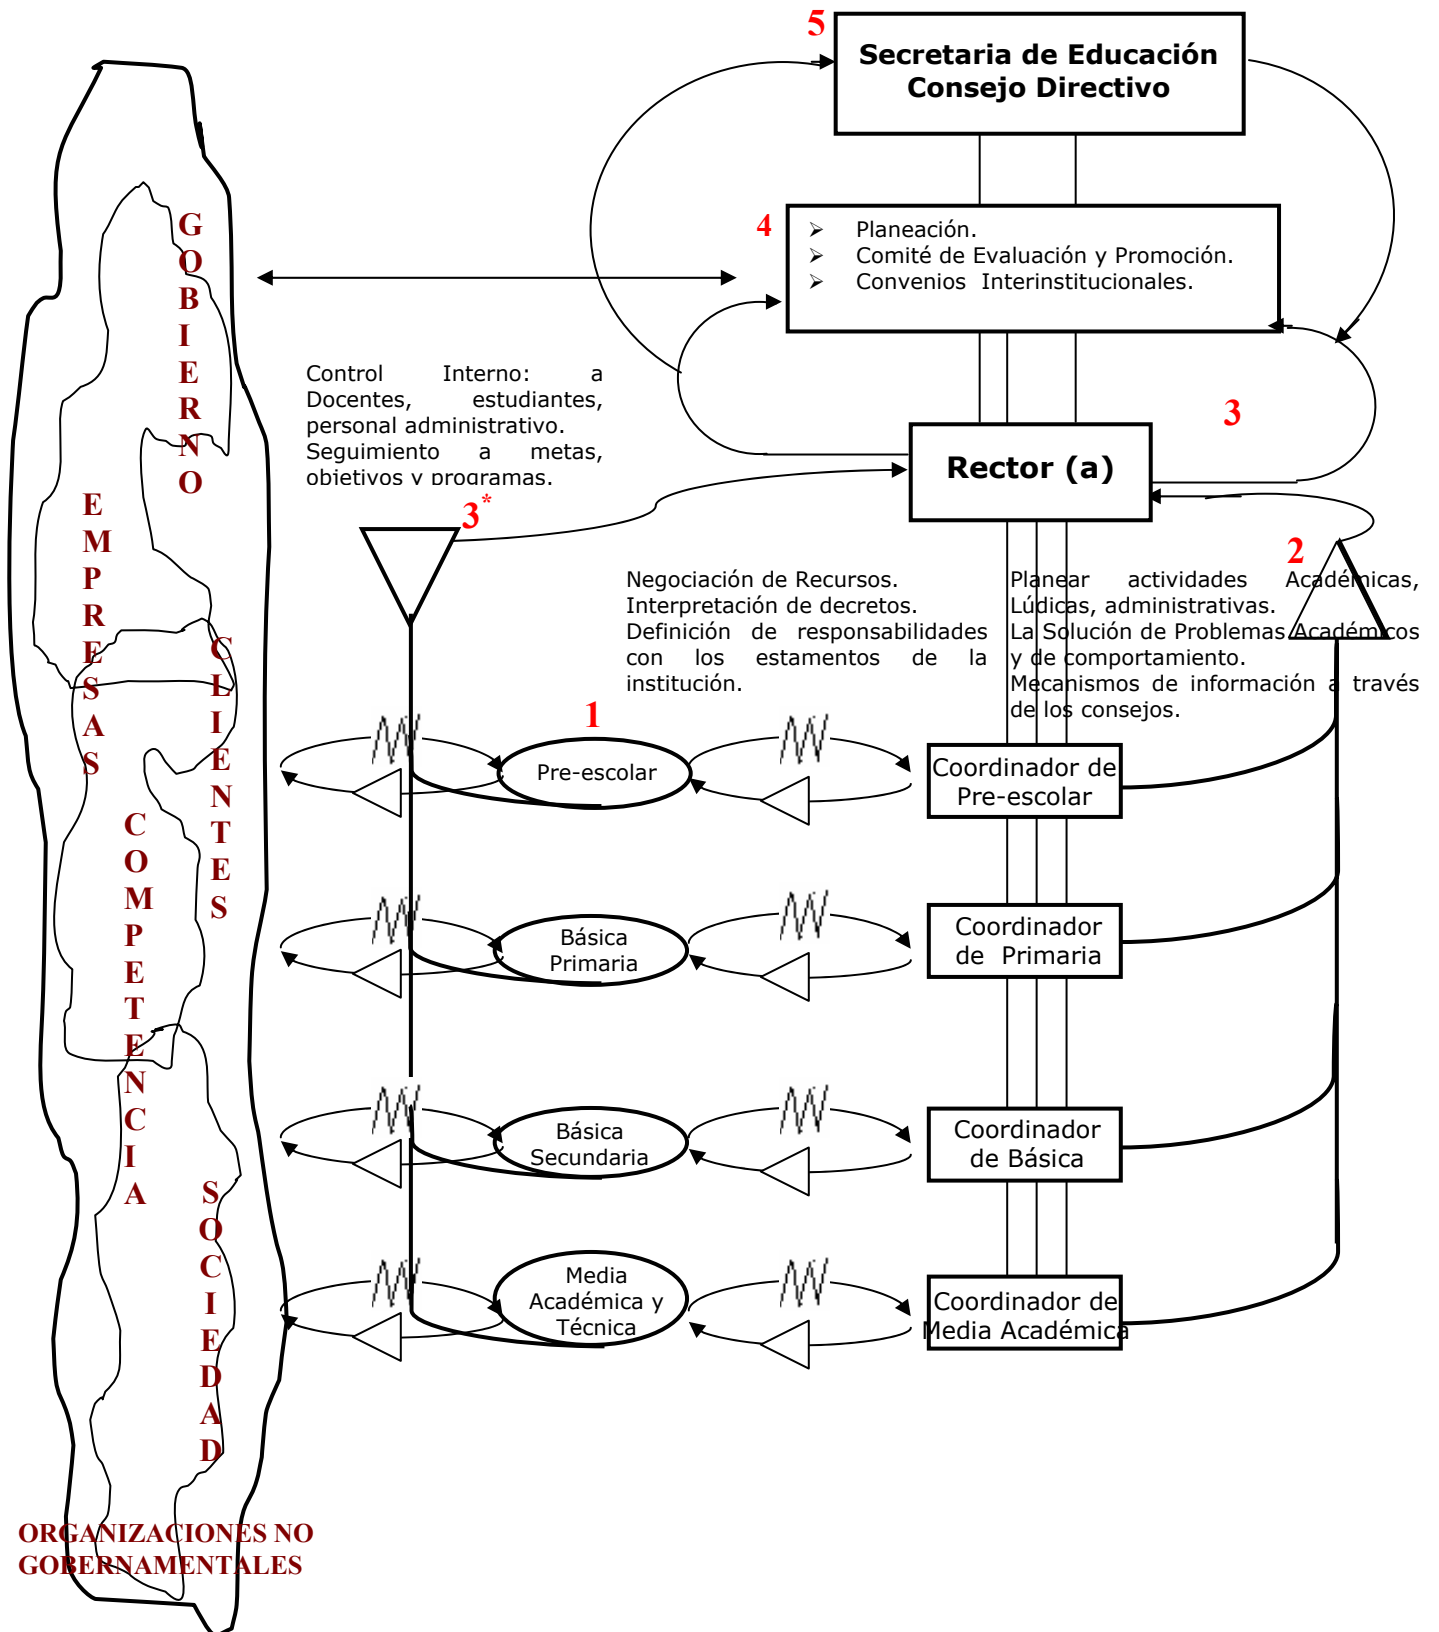 5
Secretaria de Educación
Consejo Directivo
4
Planeación.
Comité de Evaluación y Promoción.
Convenios Interinstitucionales.
GOBIERNO
Control Interno: a
Docentes, estudiantes,
personal administrativo.
Seguimiento a metas,
objetivos y programas.
3
Rector (a)
3*
EMPRESAS
2
Negociación de Recursos.
Interpretación de decretos.
Definición de responsabilidades
con los estamentos de la
institución.
Planear actividades Académicas,
Lúdicas, administrativas.
La Solución de Problemas Académicos
y de comportamiento.
Mecanismos de información a través
de los consejos.
CLIENTES
1
Pre-escolar
Coordinador de
Pre-escolar
COMPETENCIA
Básica
Primaria
Coordinador
de Primaria
Básica
Secundaria
Coordinador
de Básica
SOCIEDAD
Media
Académica y
Técnica
Coordinador de
Media Académica
ORGANIZACIONES NO
GOBERNAMENTALES